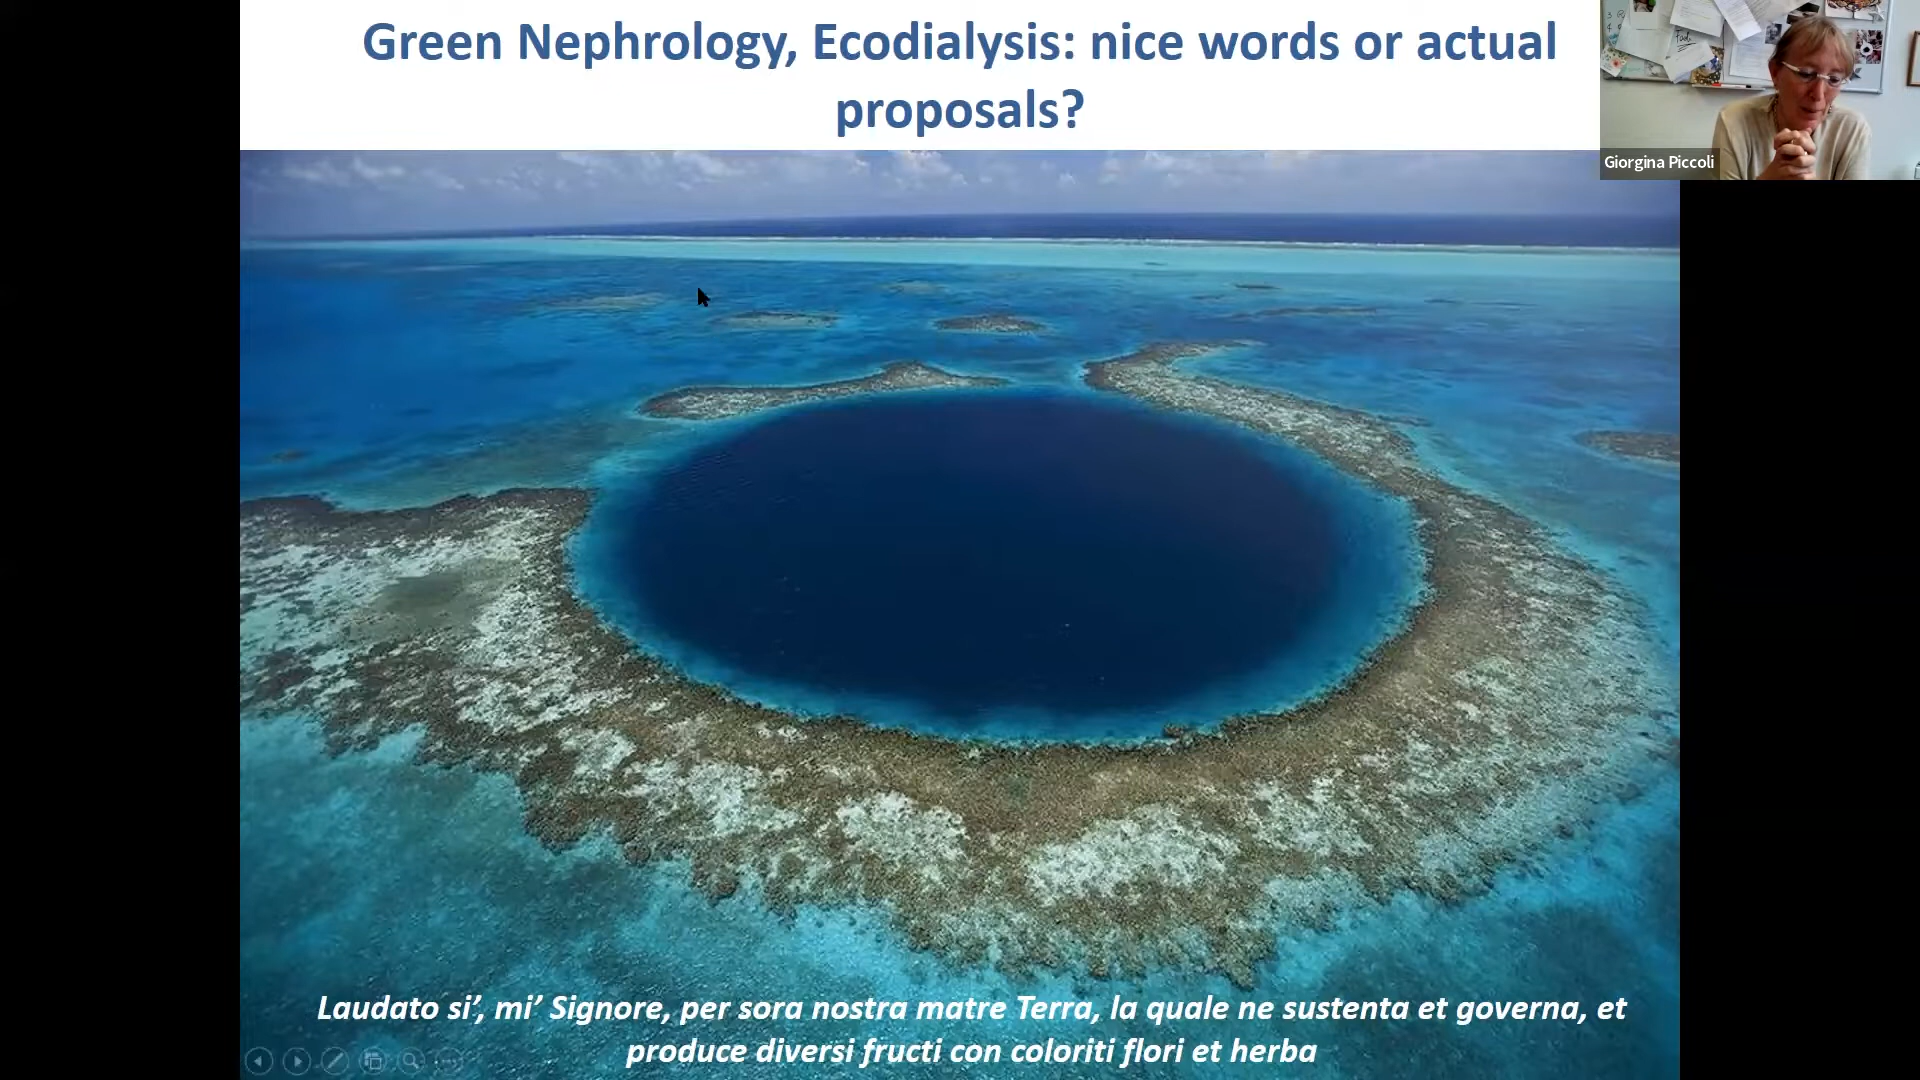 Green Nephrology, Ecodialysis: nice words or actual
proposals?
Giorgina Piccoli
Laudato si’, mi’ Signore, per sora nostra matre Terra, la quale ne sustenta et governa, et
produce diversi fructi con coloriti flori et herba